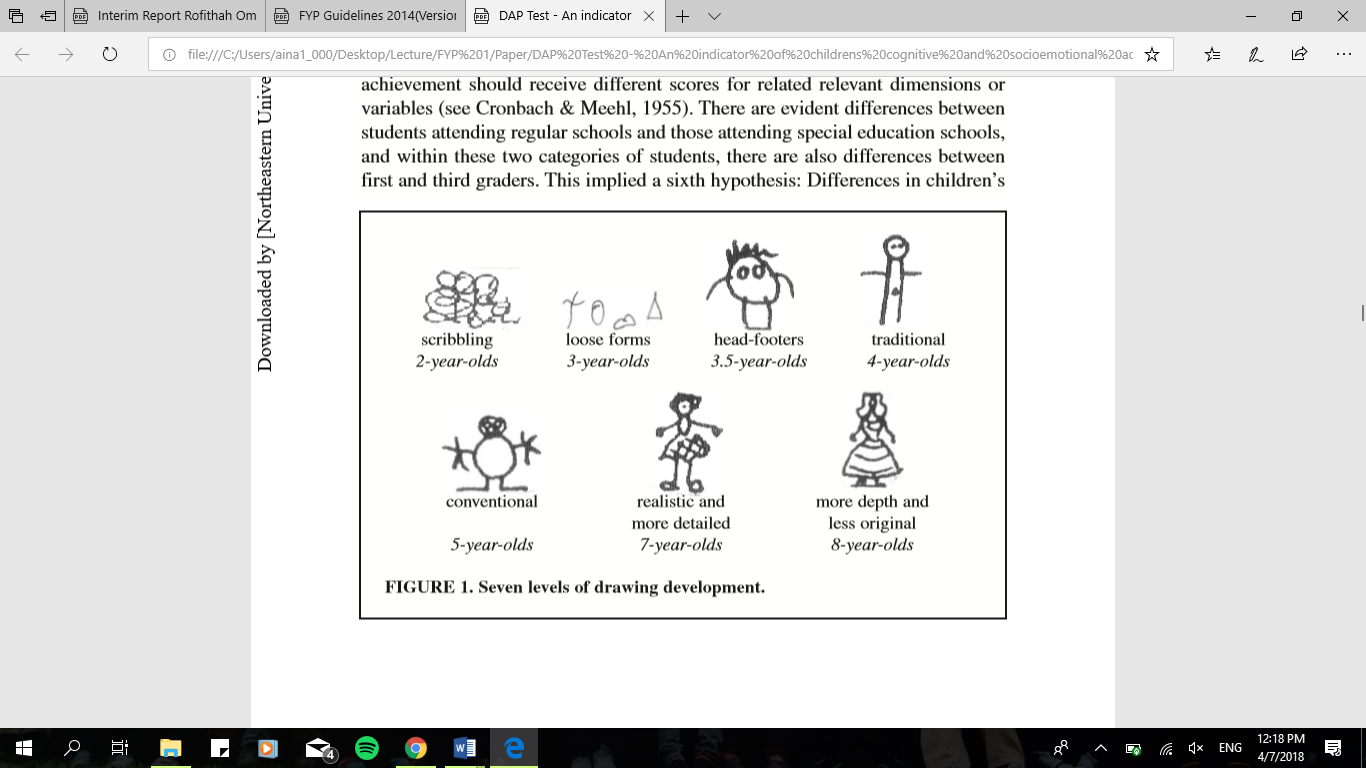 Interim Report Rofithah Om
FYP Guidelines 2014(Version
DAP Test - An indicator
file:///C:/Users/aina1_000/Desktop/Lecture/FYP%201/Paper/DAP%20Test%20-%20An%20indicator%20of%20childrens%20cognitive%20and%20socioemotional%20ac
Downloaded by [Northeastern Unive
achievement should receive different scores for related relevant dimensions or
variables (see Cronbach & Meehl, 1955). There are evident differences between
students attending regular schools and those attending special education schools,
and within these two categories of students, there are also differences between
first and third graders. This implied a sixth hypothesis: Differences in children's
scribbling
2-year-olds
loose forms
3-year-olds
head-footers
3.5-year-olds
traditional
4-year-olds
conventional
5-year-olds
realistic and
more detailed
7-year-olds
more depth and
less original
8-year-olds
FIGURE 1. Seven levels of drawing development.
4
ENG
12:18 PM
4/7/2018